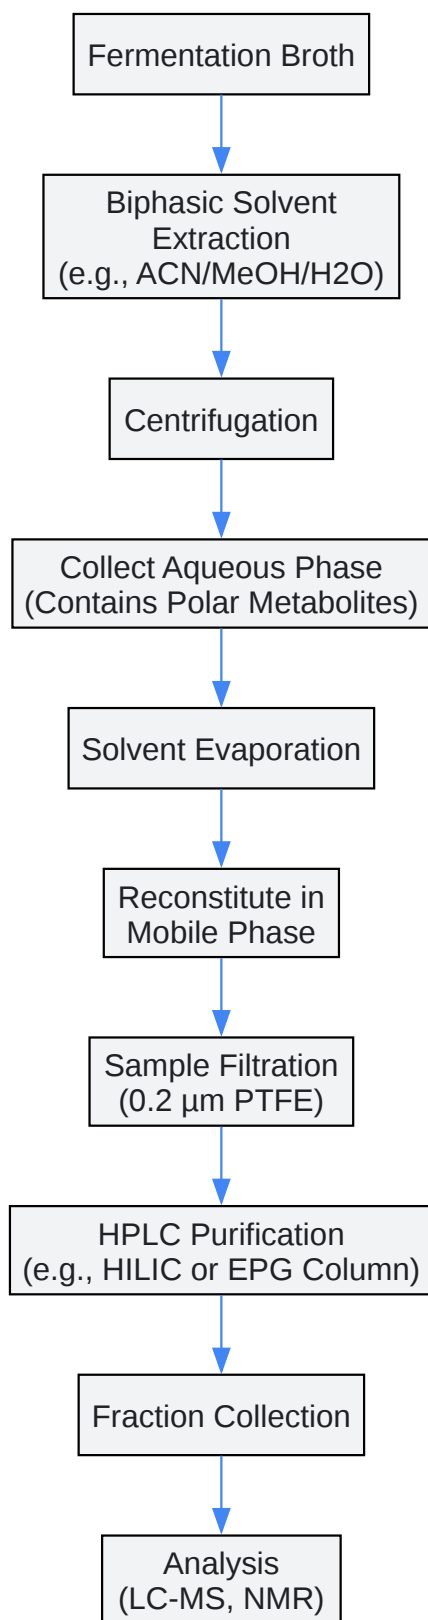 Fermentation Broth
Biphasic Solvent
Extraction
(e.g., ACN/MeOH/H2O)
Centrifugation
Collect Aqueous Phase
(Contains Polar Metabolites)
Solvent Evaporation
Reconstitute in
Mobile Phase
Sample Filtration
(0.2 µm PTFE)
HPLC Purification
(e.g., HILIC or EPG Column)
Fraction Collection
Analysis
(LC-MS, NMR)